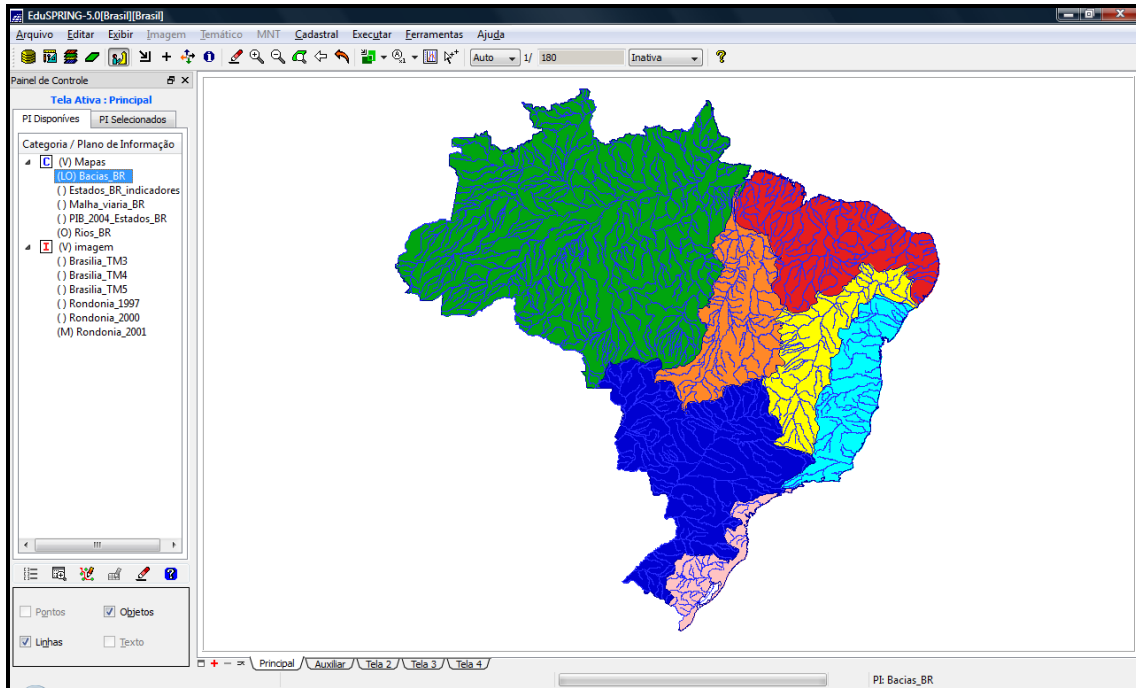 EduSPRING-5.0[Brasil][Brasil]
Arquivo Editar Exibir Imagem Temático MNT Cadastral Executar Ferramentas Ajuda
Auto 1/ 180 Inativa
Painel de Controle
Tela Ativa : Principal
PI Disponíves PI Selecionados
Categoria / Plano de Informação
C (V) Mapas
(LO) Bacias_BR
( ) Estados_BR_indicadores
( ) Malha_viaria_BR
( ) PIB_2004_Estados_BR
(O) Rios_BR
I (V) imagem
( ) Brasilia_TM3
( ) Brasilia_TM4
( ) Brasilia_TM5
( ) Rondonia_1997
( ) Rondonia_2000
(M) Rondonia_2001
Pontos Objetos
Linhas Texto
Principal Auxiliar Tela 2 Tela 3 Tela 4
PI: Bacias_BR